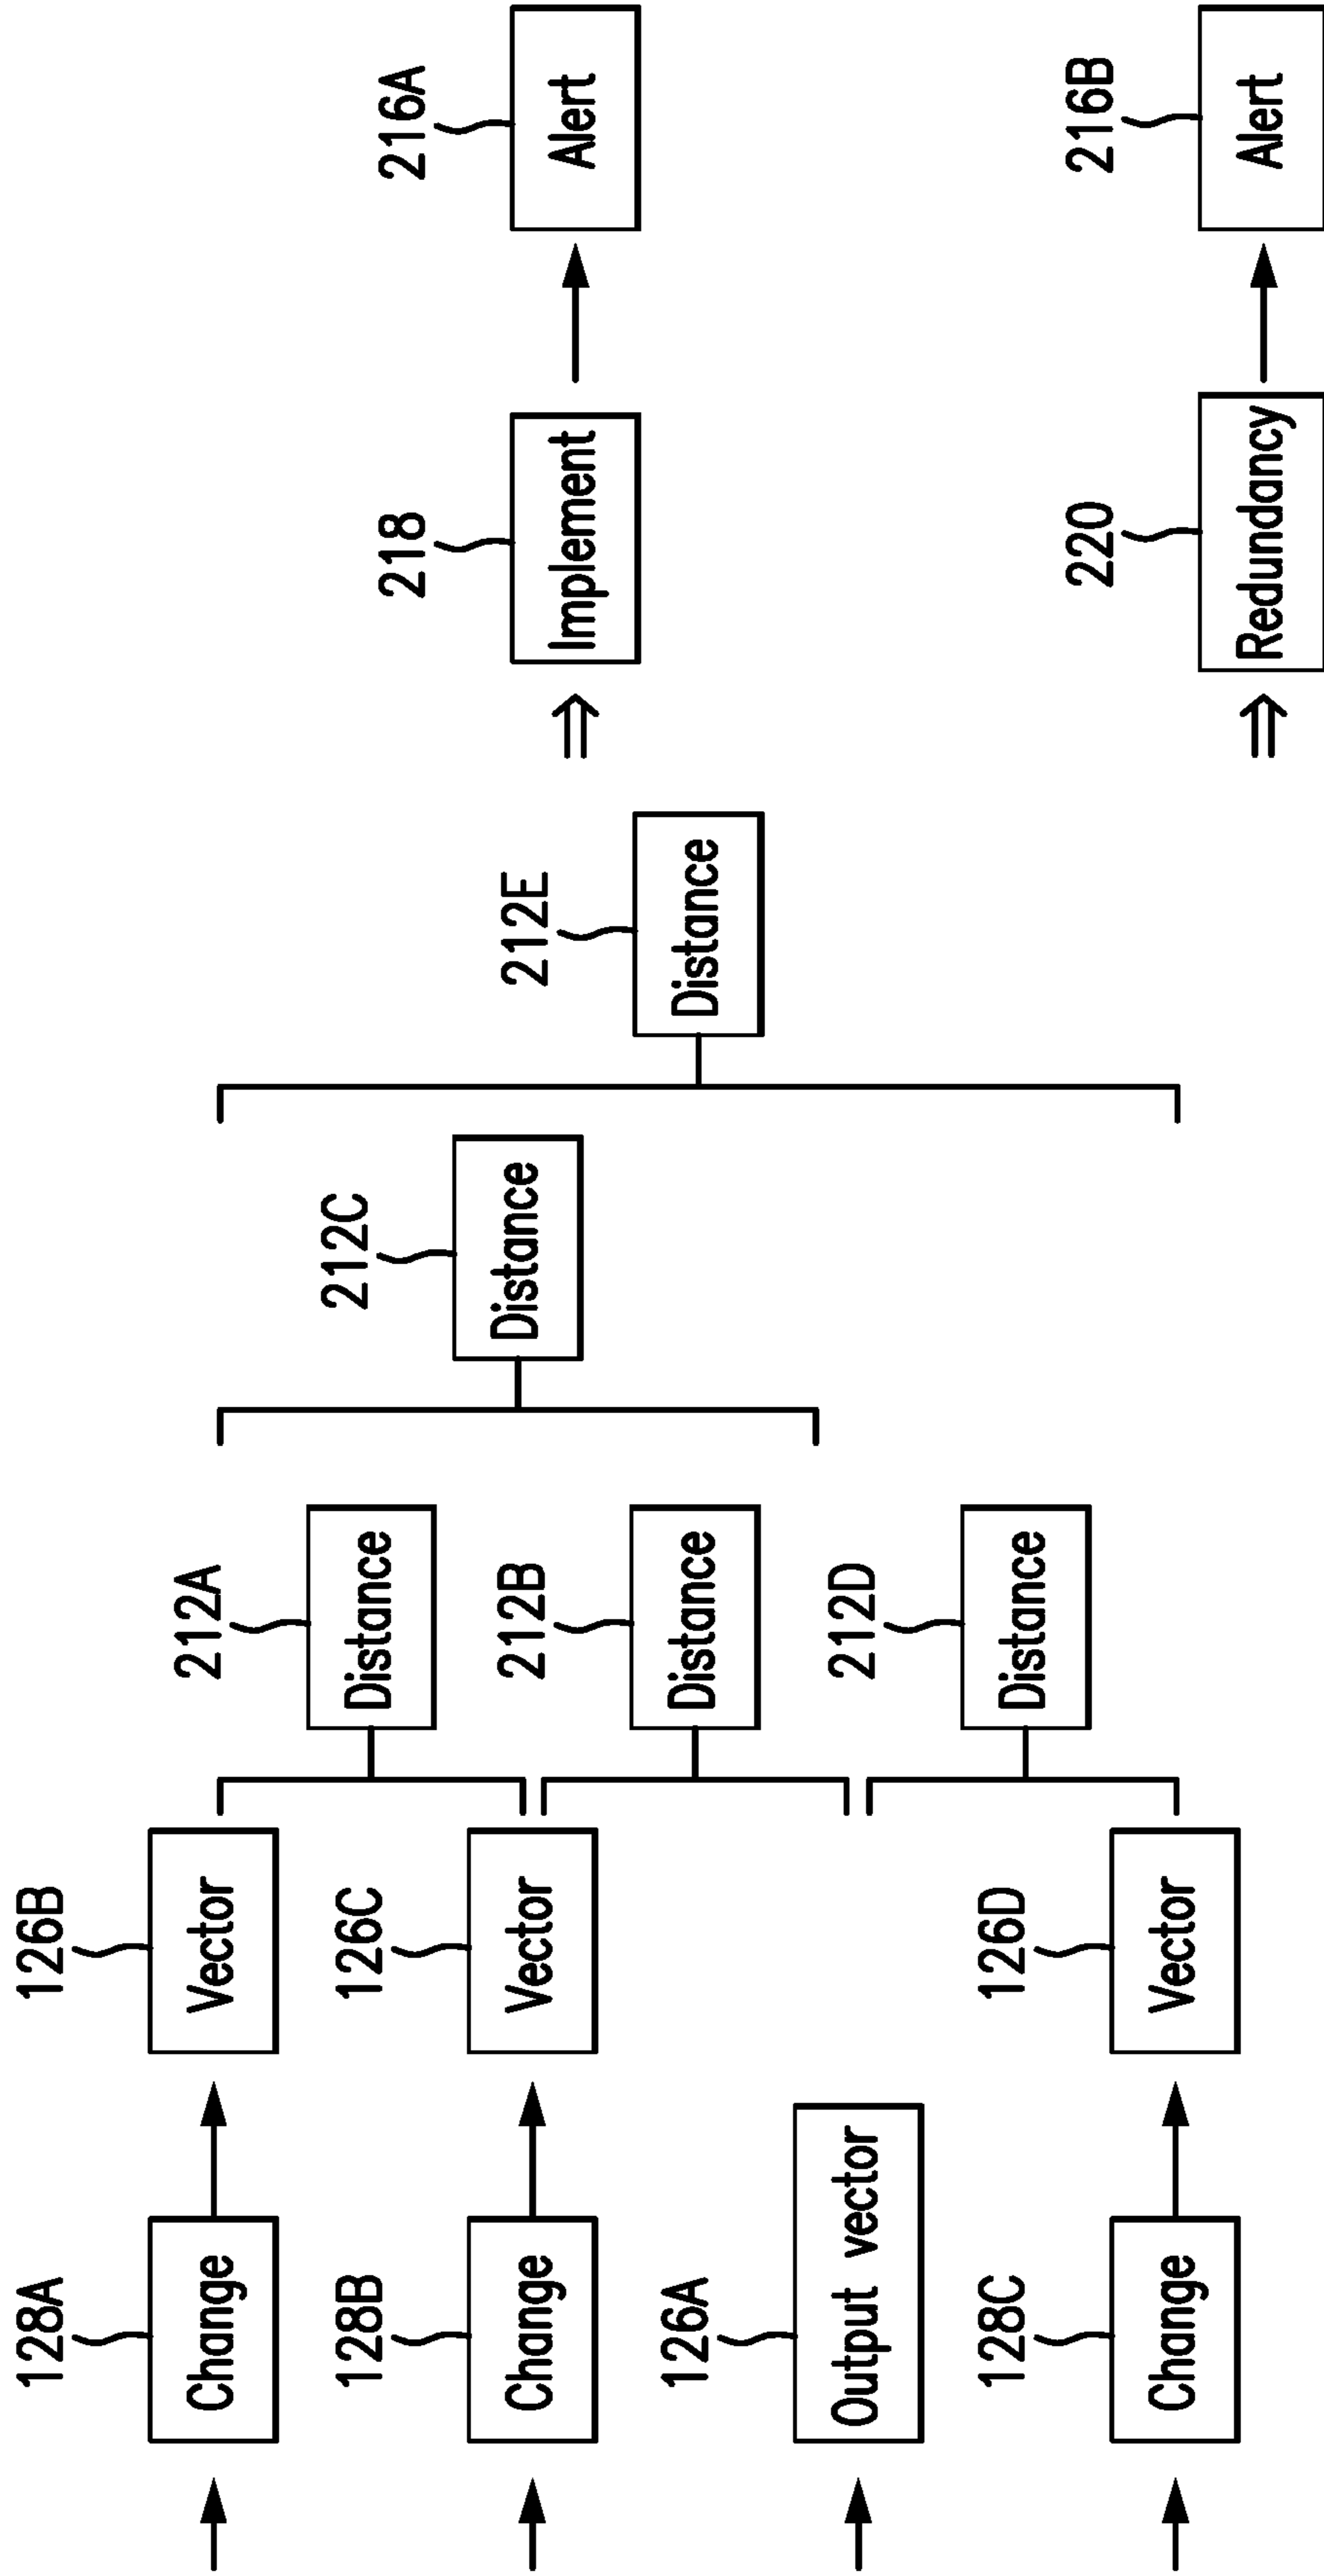 128A
Change
126B
Vector
128B
Change
126C
Vector
126A
Output vector
128C
Change
126D
Vector
212A
Distance
212B
Distance
212D
Distance
212C
Distance
212E
Distance
218
Implement
216A
Alert
220
Redundancy
216B
Alert